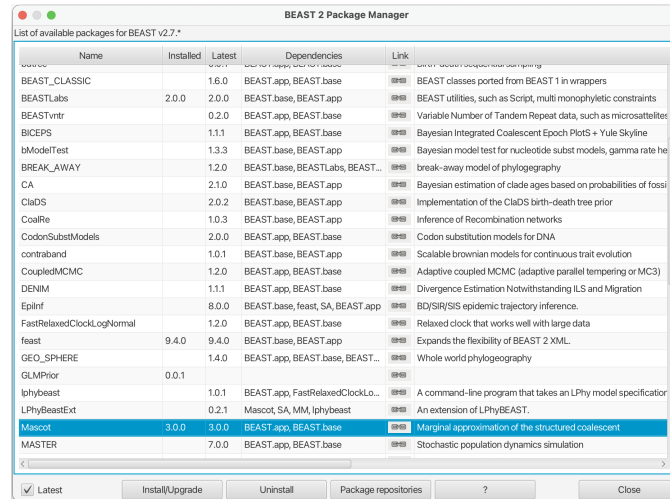 BEAST 2 Package Manager
List of available packages for BEAST v2.7.*
Name Installed Latest Dependencies Link
BEAST_CLASSIC 1.6.0 BEAST.app, BEAST.base BEAST classes ported from BEAST 1 in wrappers
BEASTLabs 2.0.0 2.0.0 BEAST.base, BEAST.app BEAST utilities, such as Script, multi monophyletic constraints
BEASTvntr 0.2.0 BEAST.app, BEAST.base Variable Number of Tandem Repeat data, such as microsattelites
BICEPS 1.1.1 BEAST.app, BEAST.base Bayesian Integrated Coalescent Epoch PlotS + Yule Skyline
bModelTest 1.3.3 BEAST.app, BEAST.base Bayesian model test for nucleotide subst models, gamma rate he
BREAK_AWAY 1.2.0 BEAST.base, BEASTLabs, BEAST... break-away model of phylogeography
CA 2.1.0 BEAST.app, BEAST.base Bayesian estimation of clade ages based on probabilities of fossi
ClaDS 2.0.2 BEAST.base, BEAST.app Implementation of the ClaDS birth-death tree prior
CoalRe 1.0.3 BEAST.base, BEAST.app Inference of Recombination networks
CodonSubstModels 2.0.0 BEAST.app, BEAST.base Codon substitution models for DNA
contraband 1.0.1 BEAST.base, BEAST.app Scalable brownian models for continuous trait evolution
CoupledMCMC 1.2.0 BEAST.app, BEAST.base Adaptive coupled MCMC (adaptive parallel tempering or MC3)
DENIM 1.1.1 BEAST.app, BEAST.base Divergence Estimation Notwithstanding ILS and Migration
EpiInf 8.0.0 BEAST.base, feast, SA, BEAST.app BD/SIR/SIS epidemic trajectory inference.
FastRelaxedClockLogNormal 1.2.0 BEAST.app, BEAST.base Relaxed clock that works well with large data
feast 9.4.0 9.4.0 BEAST.base, BEAST.app Expands the flexibility of BEAST 2 XML.
GEO_SPHERE 1.4.0 BEAST.app, BEAST.base, BEAST... Whole world phylogeography
GLMPrior 0.0.1
lphybeast 1.0.1 BEAST.app, FastRelaxedClockLo... A command-line program that takes an LPhy model specification
LPhyBeastExt 0.2.1 Mascot, SA, MM, lphybeast An extension of LPhyBEAST.
Mascot 3.0.0 3.0.0 BEAST.app, BEAST.base Marginal approximation of the structured coalescent
MASTER 7.0.0 BEAST.app, BEAST.base Stochastic population dynamics simulation
Latest Install/Upgrade Uninstall Package repositories ? Close